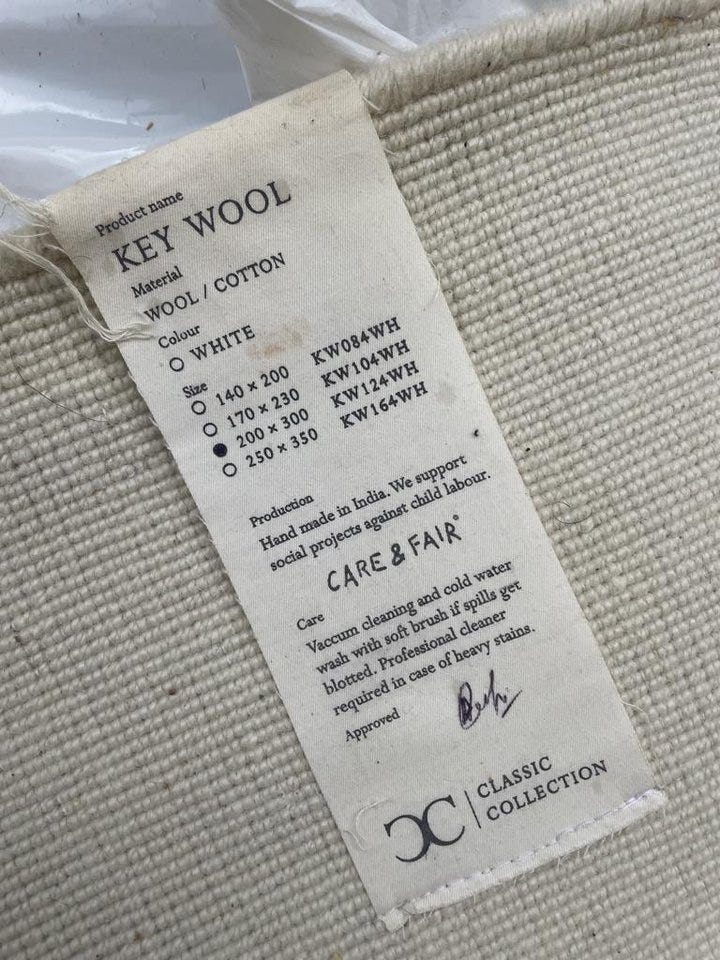 Product name
KEY WOOL
Material
WOOL / COTTON
Colour
WHITE
Size
140 x 200 KW084WH
170 x 230 KW104WH
200 x 300 KW124WH
250 x 350 KW164WH
Production
Hand made in India. We support
social projects against child labour.
CARE & FAIR®
Care
Vaccum cleaning and cold water
wash with soft brush if spills get
blotted. Professional cleaner
required in case of heavy stains.
Approved
CC | CLASSIC
COLLECTION